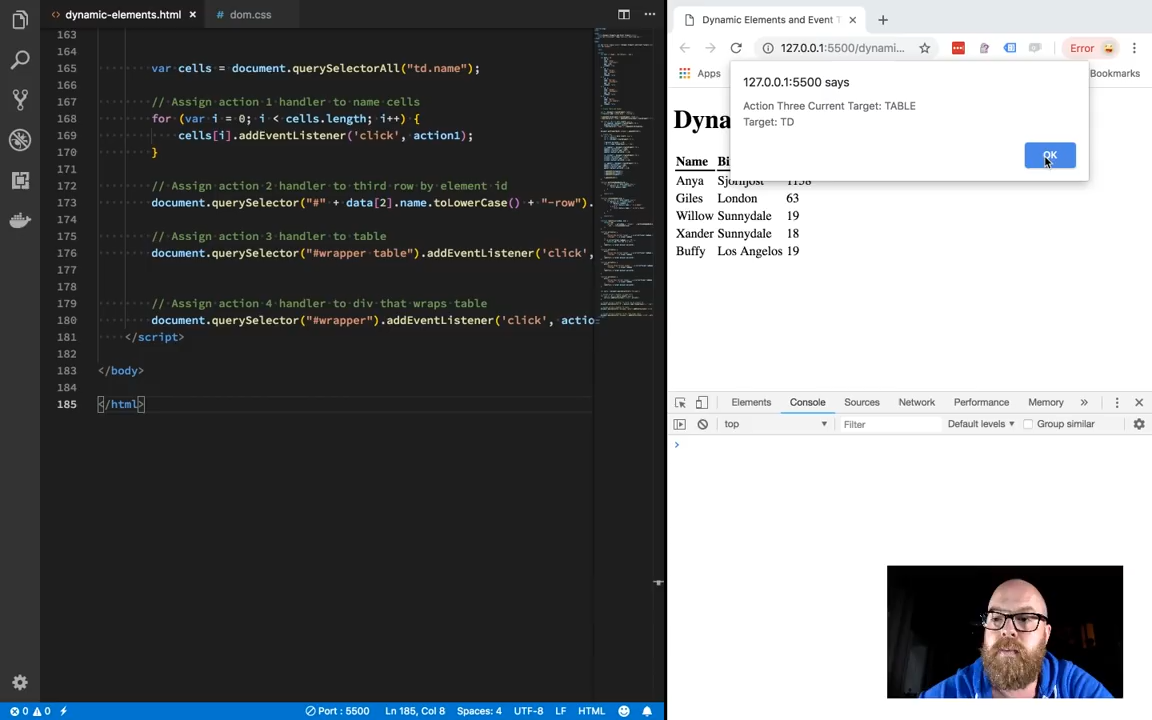 dynamic-elements.html
dom.css
163
164
165 var cells = document.querySelectorAll("td.name");
166
167 // Assign action 1 handler to name cells
168 for (var i = 0; i < cells.length; i++) {
169 cells[i].addEventListener('click', action1);
170 }
171
172 // Assign action 2 handler to third row by element id
173 document.querySelector("#" + data[2].name.toLowerCase() + "-row").
174
175 // Assign action 3 handler to table
176 document.querySelector("#wrapper table").addEventListener('click',
177
178
179 // Assign action 4 handler to div that wraps table
180 document.querySelector("#wrapper").addEventListener('click', actio
181 </script>
182
183 </body>
184
185 </html>
0 0
Port : 5500
Ln 185, Col 8
Spaces: 4
UTF-8
LF
HTML
Dynamic Elements and Event T
127.0.0.1:5500/dynami...
Error
Apps
Bookmarks
127.0.0.1:5500 says
Action Three Current Target: TABLE
Target: TD
OK
Dyna
Name Bi
Anya Sjornjost 1158
Giles London 63
Willow Sunnydale 19
Xander Sunnydale 18
Buffy Los Angelos 19
Elements Console Sources Network Performance Memory »
top
Filter
Default levels
Group similar